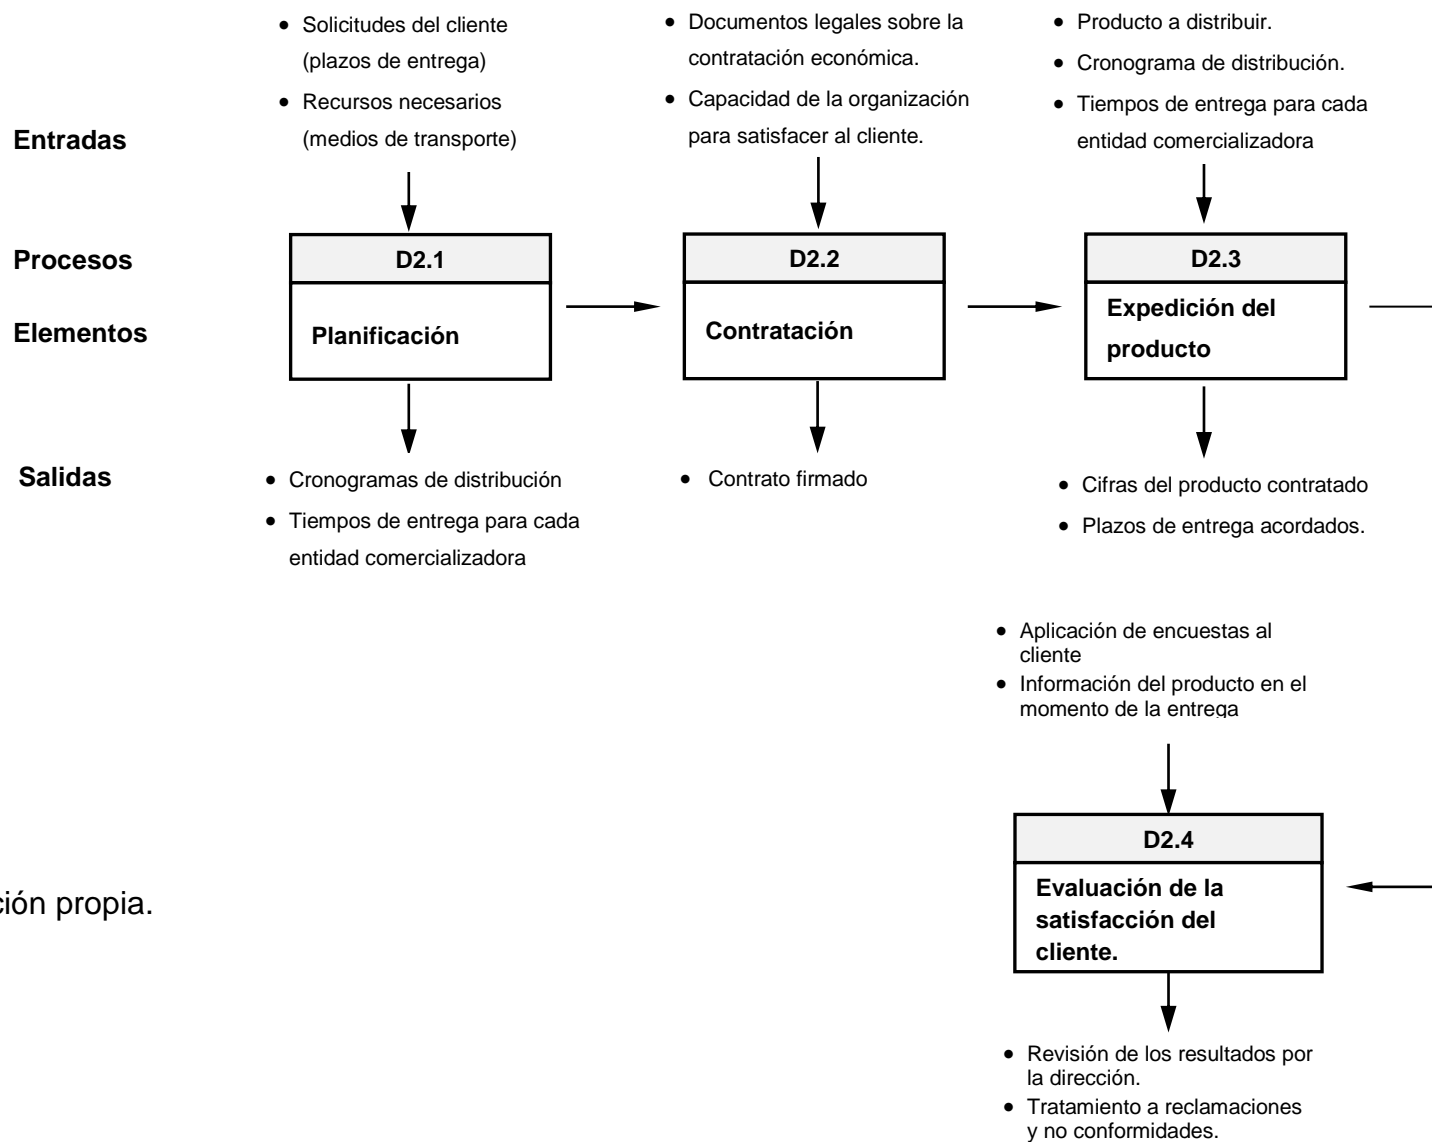 • Solicitudes del cliente
(plazos de entrega)
• Recursos necesarios
(medios de transporte)
• Documentos legales sobre la
contratación económica.
• Capacidad de la organización
para satisfacer al cliente.
• Producto a distribuir.
• Cronograma de distribución.
• Tiempos de entrega para cada
entidad comercializadora
Entradas
Procesos
D2.1
D2.2
D2.3
Elementos
Planificación
Contratación
Expedición del
producto
Salidas
• Cronogramas de distribución
• Tiempos de entrega para cada
entidad comercializadora
• Contrato firmado
• Cifras del producto contratado
• Plazos de entrega acordados.
• Aplicación de encuestas al
cliente
• Información del producto en el
momento de la entrega
D2.4
Evaluación de la
satisfacción del
cliente.
ción propia.
• Revisión de los resultados por
la dirección.
• Tratamiento a reclamaciones
y no conformidades.